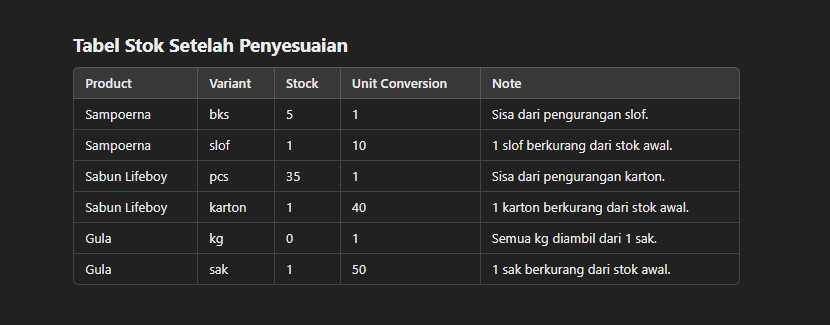 Tabel Stok Setelah Penyesuaian
Product Variant Stock Unit Conversion Note
Sampoerna bks 5 1 Sisa dari pengurangan slof.
Sampoerna slof 1 10 1 slof berkurang dari stok awal.
Sabun Lifeboy pcs 35 1 Sisa dari pengurangan karton.
Sabun Lifeboy karton 1 40 1 karton berkurang dari stok awal.
Gula kg 0 1 Semua kg diambil dari 1 sak.
Gula sak 1 50 1 sak berkurang dari stok awal.